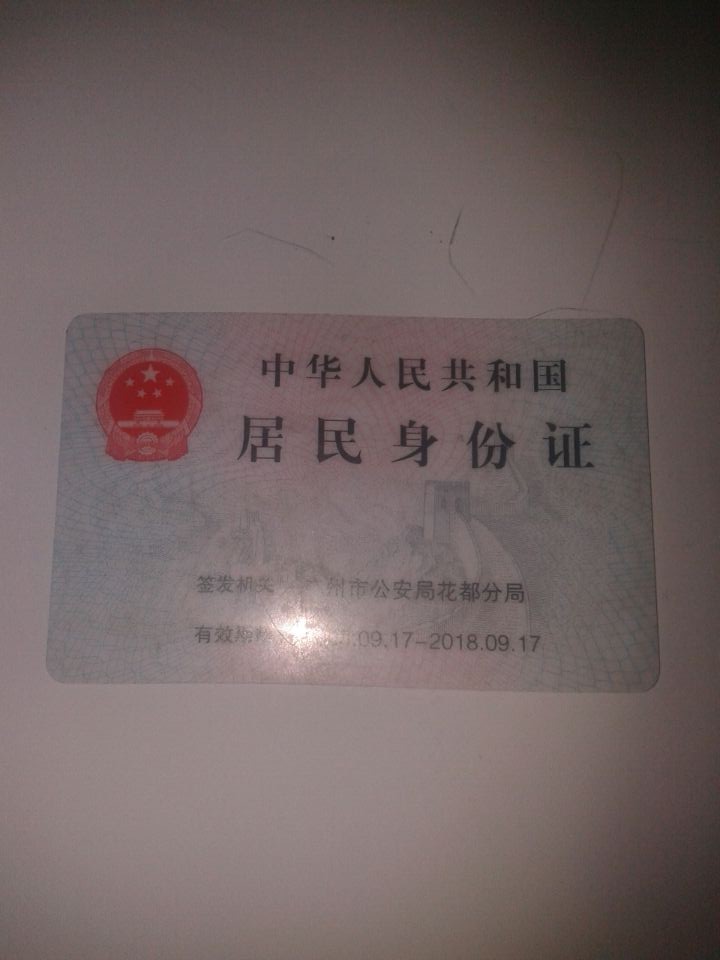 中华人民共和国
居民身份证
签发机关 州市公安局花都分局
有效期 .09.17-2018.09.17